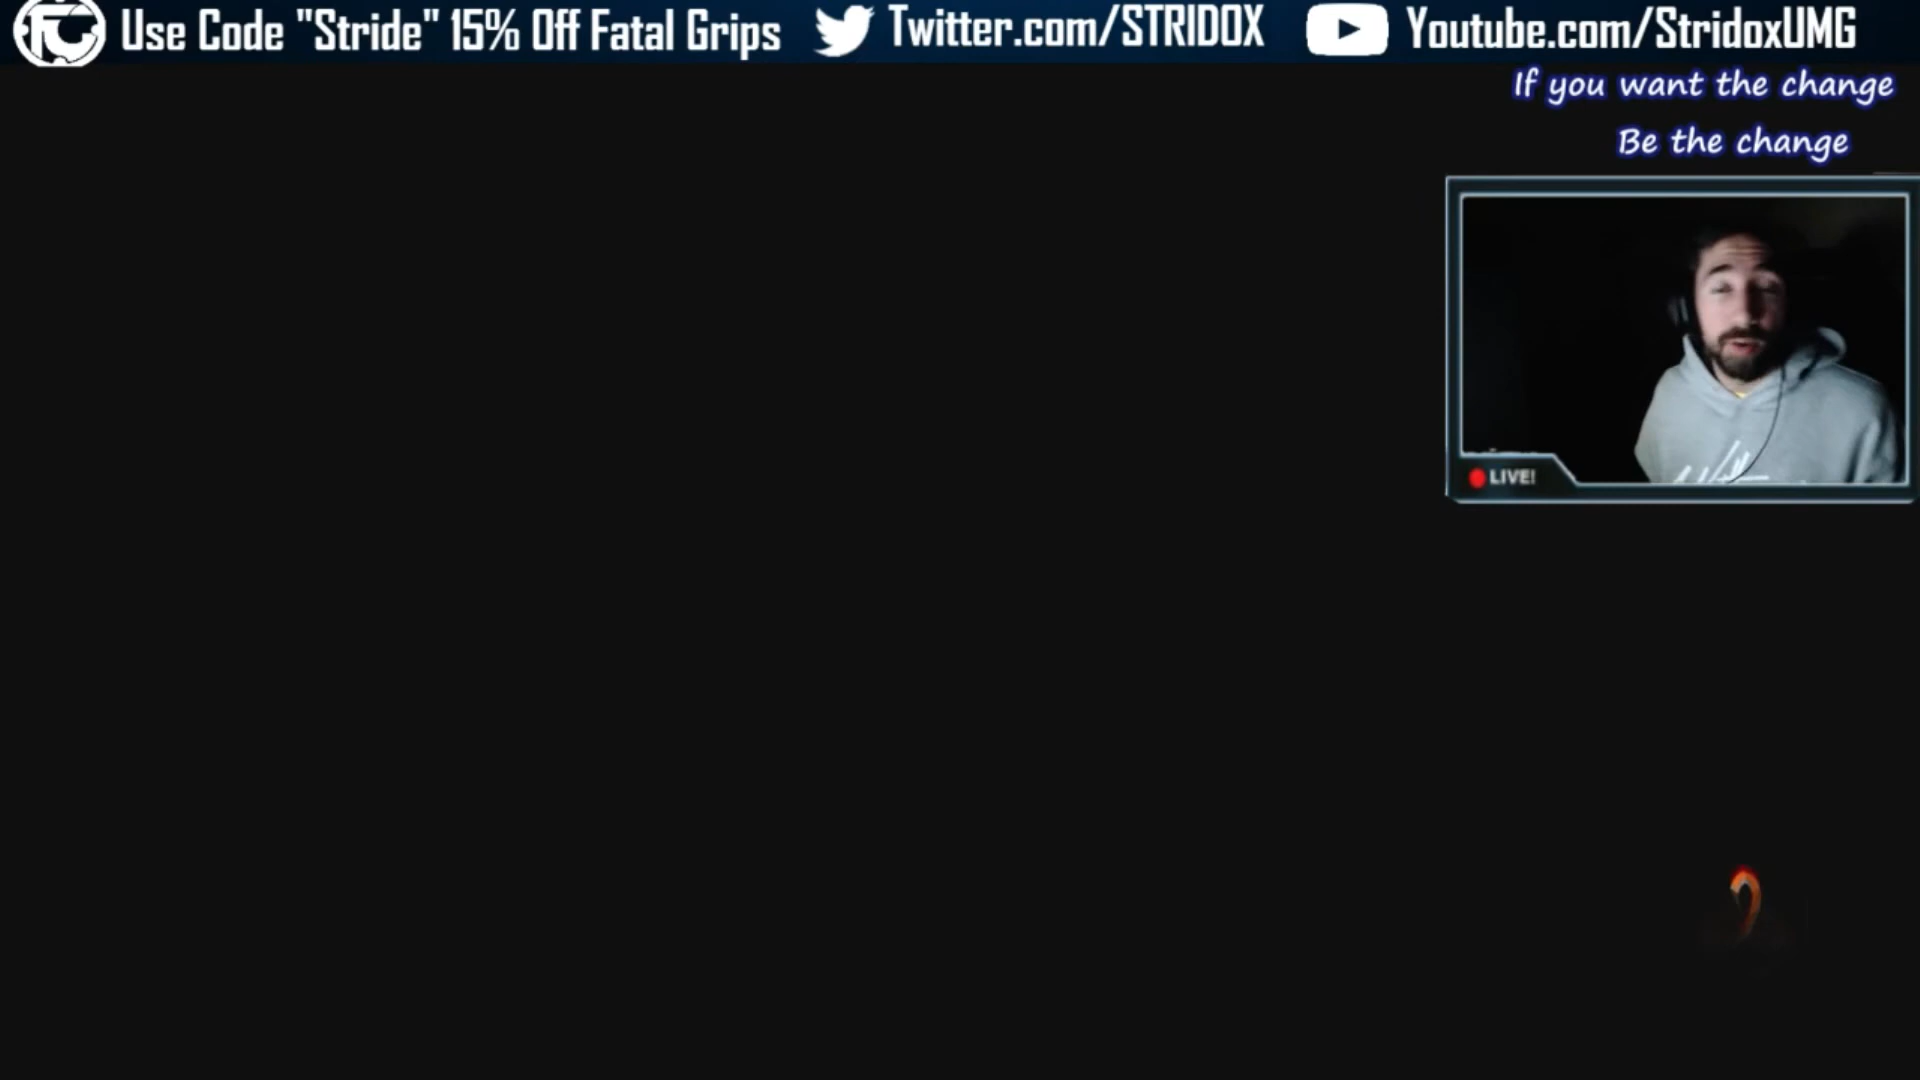 FG Use Code "Stride" 15% Off Fatal Grips Twitter.com/STRIDOX Youtube.com/StridoxUMG
If you want the change
Be the change
LIVE!